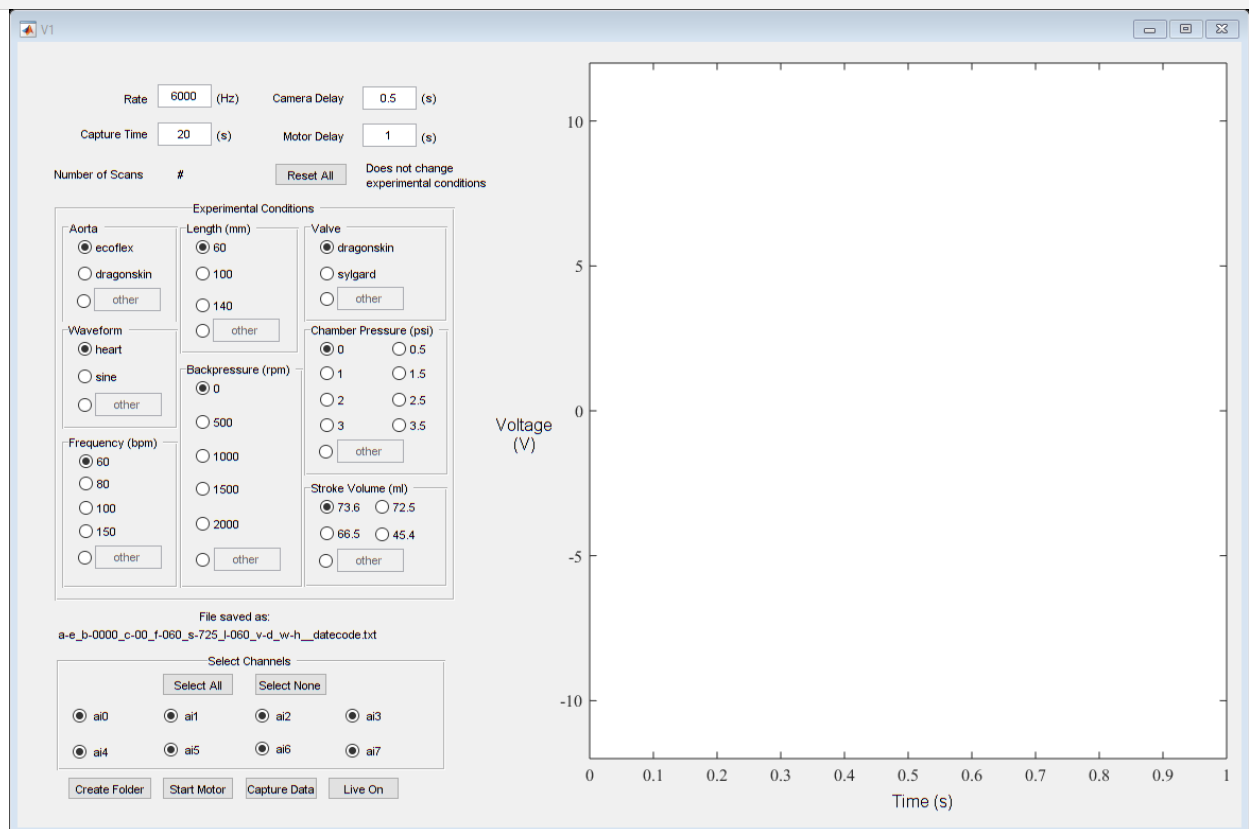 V1
Rate 6000 (Hz) Camera Delay 0.5 (s)
Capture Time 20 (s) Motor Delay 1 (s)
Number of Scans # Reset All Does not change
experimental conditions
Experimental Conditions
Aorta
ecoflex
dragonskin
other
Length (mm)
60
100
140
other
Valve
dragonskin
sylgard
other
Waveform
heart
sine
other
Backpressure (rpm)
0
500
1000
1500
2000
other
Chamber Pressure (psi)
0 0.5
1 1.5
2 2.5
3 3.5
other
Frequency (bpm)
60
80
100
150
other
Stroke Volume (ml)
73.6 72.5
66.5 45.4
other
File saved as:
a-e_b-0000_c-00_f-060_s-725_l-060_v-d_w-h__datecode.txt
Select Channels
Select All Select None
ai0 ai1 ai2 ai3
ai4 ai5 ai6 ai7
Create Folder Start Motor Capture Data Live On
Voltage
(V)
10
5
0
-5
-10
0 0.1 0.2 0.3 0.4 0.5 0.6 0.7 0.8 0.9 1
Time (s)